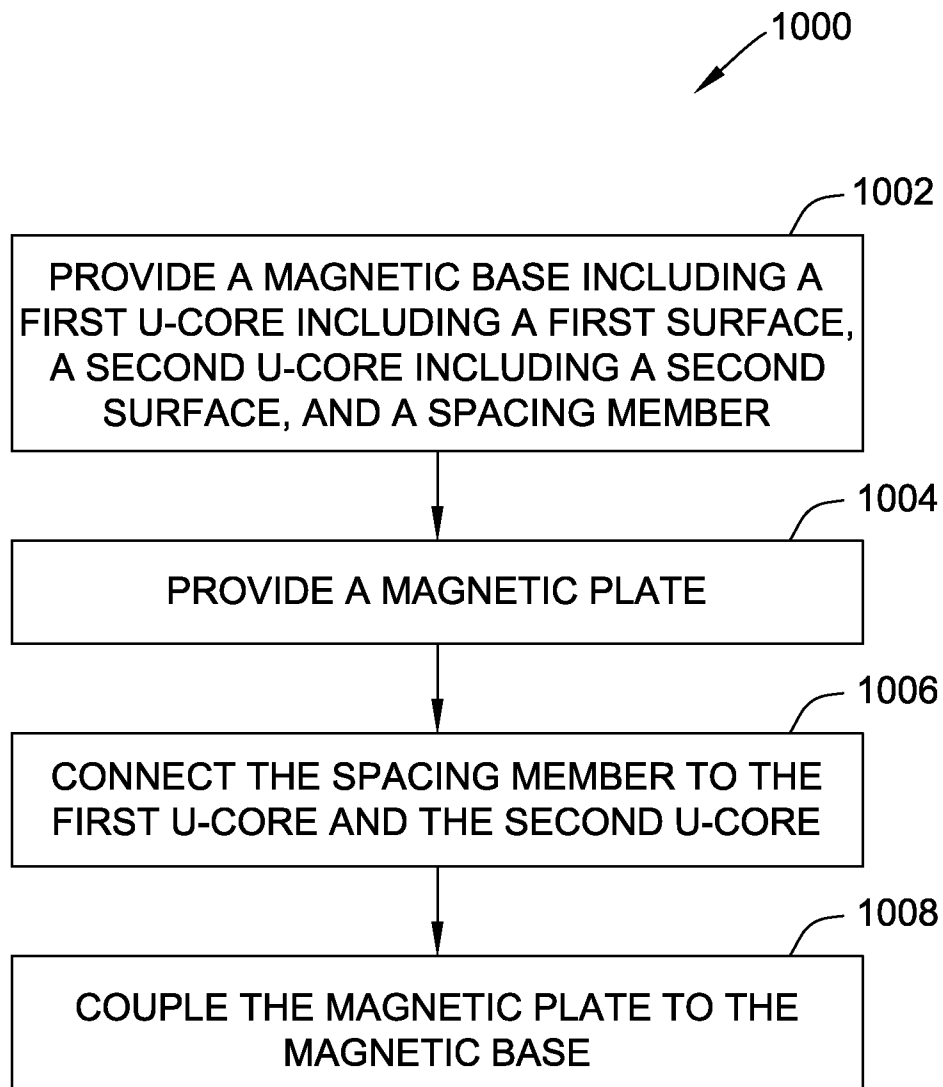 1000
1002
PROVIDE A MAGNETIC BASE INCLUDING A
FIRST U-CORE INCLUDING A FIRST SURFACE,
A SECOND U-CORE INCLUDING A SECOND
SURFACE, AND A SPACING MEMBER
1004
PROVIDE A MAGNETIC PLATE
1006
CONNECT THE SPACING MEMBER TO THE
FIRST U-CORE AND THE SECOND U-CORE
1008
COUPLE THE MAGNETIC PLATE TO THE
MAGNETIC BASE